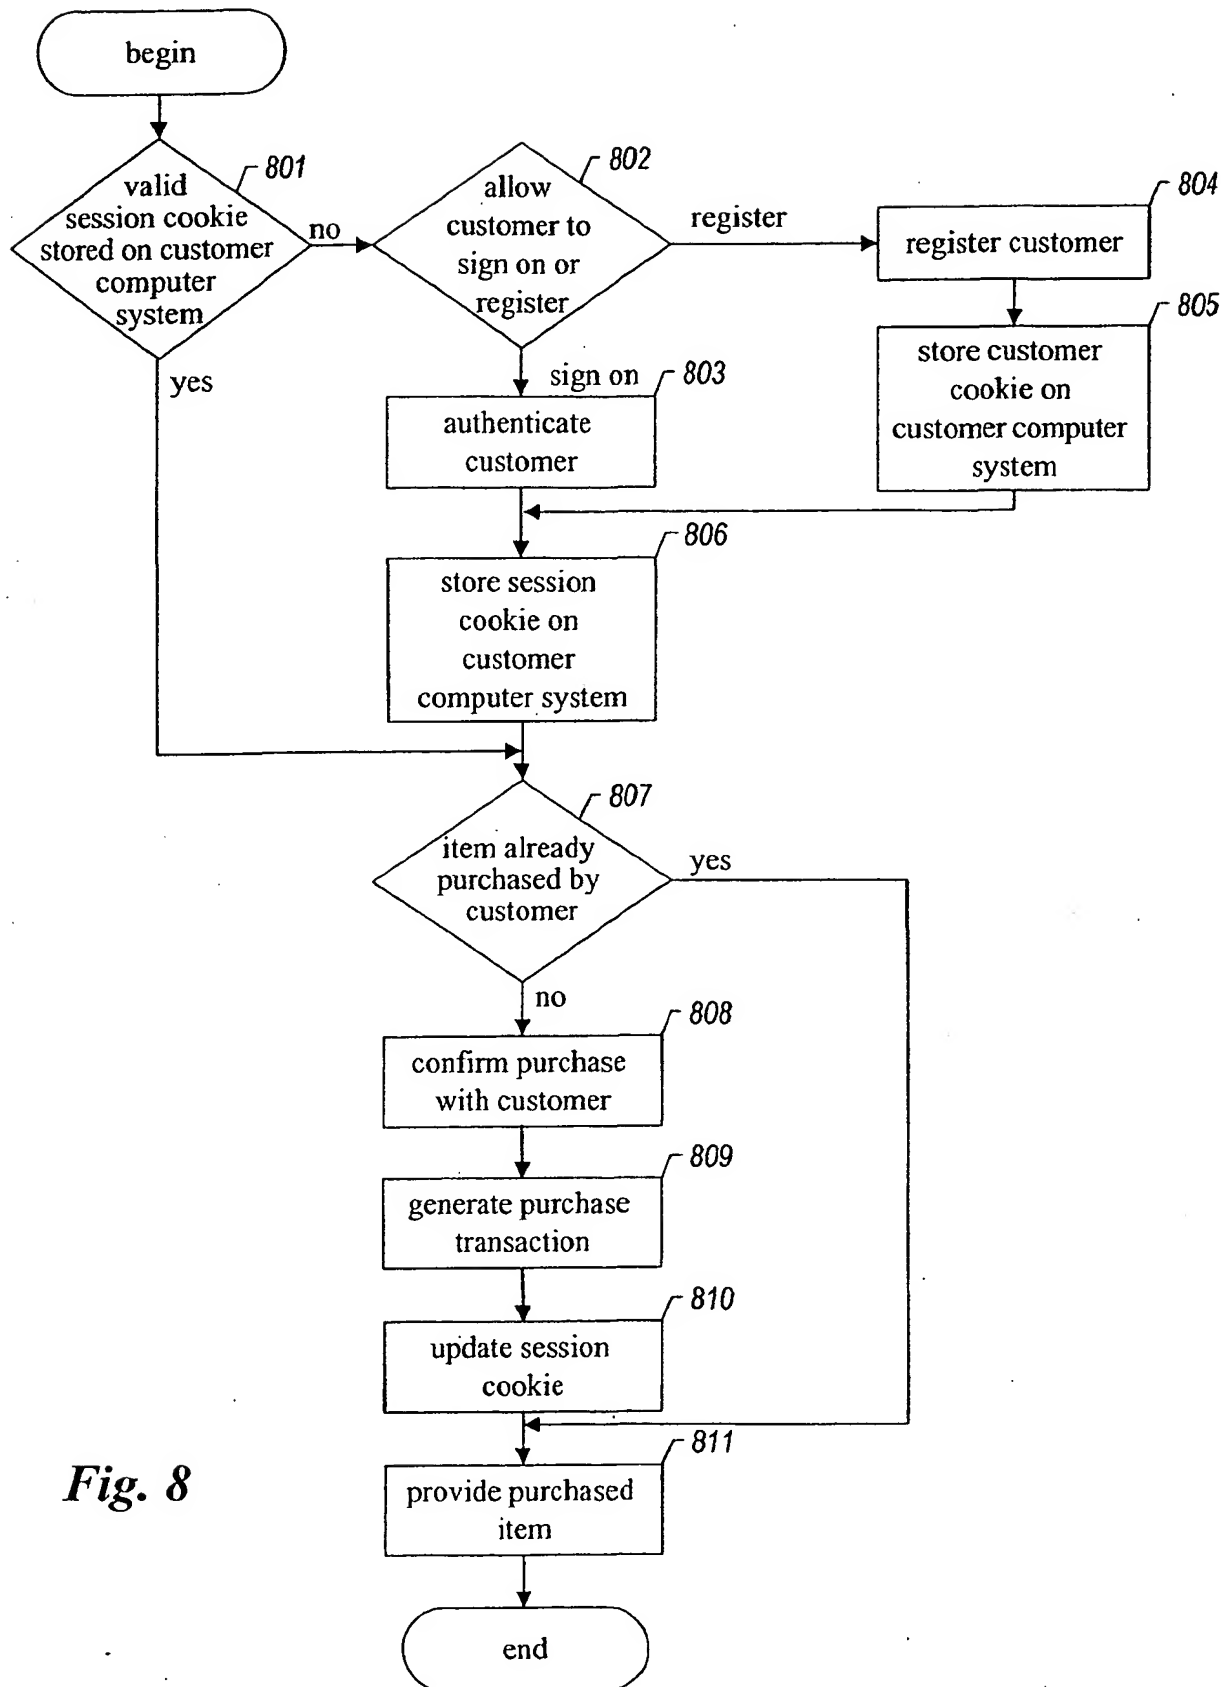 begin
801
valid
session cookie
stored on customer
computer
system
no
yes
802
allow
customer to
sign on or
register
register
804
register customer
805
store customer
cookie on
customer computer
system
sign on
803
authenticate
customer
806
store session
cookie on
customer
computer system
807
item already
purchased by
customer
yes
no
808
confirm purchase
with customer
809
generate purchase
transaction
810
update session
cookie
811
provide purchased
item
end
Fig. 8